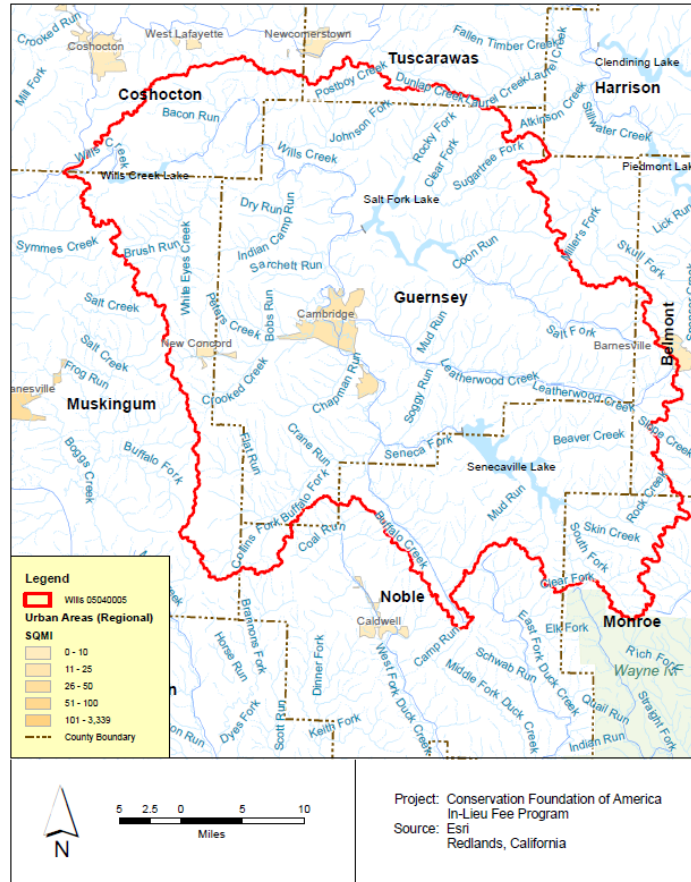 Crooked Run
Coshocton
West Lafayette
Newcomerstown
Mill Fork
Tuscarawas
Fallen Timber Creek
Laurel Creek
Clendining Lake
Coshocton
Postboy Creek
Dunlap Creek
Laurel Creek
Harrison
Bacon Run
Johnson Fork
Rocky Fork
Clear Fork
Sugartree Fork
Atkinson Creek
Stillwater Creek
Wills Creek
Wills Creek Lake
Wills Creek
Piedmont Lak
Salt Fork Lake
Dry Run
Indian Camp Run
Sarchett Run
Symmes Creek
Brush Run
White Eyes Creek
Coon Run
Miller's Fork
Skull Fork
Lick Run
Salt Creek
Peters Creek
Bobs Run
Guernsey
Cambridge
Mud Run
Salt Fork
Barnesville
Belmont
Salt Creek
New Concord
Frog Run
anesville
Muskingum
Crooked Creek
Chapman Run
Soggy Run
Leatherwood Creek
Leatherwood Creek
Slope Creek
Boggs Creek
Buffalo Fork
Flat Run
Crane Run
Seneca Fork
Beaver Creek
Senecaville Lake
Buffalo Fork
Collins Fork
Coal Run
Buffalo Creek
Mud Run
Rock Creek
Skin Creek
South Fork
Clear Fork
Noble
Caldwell
Monroe
Elk Fork
Camp Run
Brannons Fork
Horse Run
Dinner Fork
Schwab Run
East Fork Duck Creek
Rich Fork
Wayne NF
West Fork Duck Creek
Middle Fork Duck Creek
Quail Run
Straight Fork
Dyes Fork
Scott Run
Keith Fork
Indian Run
on Run
Legend
Wills 05040005
Urban Areas (Regional)
SQMI
0 - 10
11 - 25
26 - 50
51 - 100
101 - 3,339
County Boundary
N
5 2.5 0 5 10
Miles
Project: Conservation Foundation of America
In-Lieu Fee Program
Source: Esri
Redlands, California